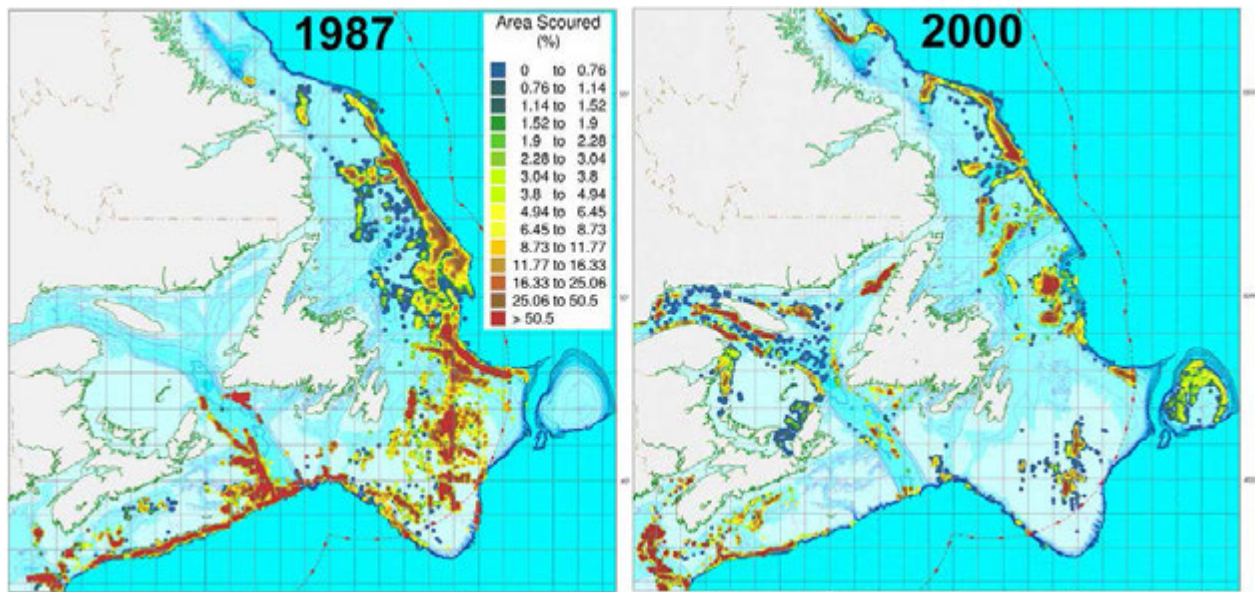 1987
Area Scoured
(%)
0 to 0.76
0.76 to 1.14
1.14 to 1.52
1.52 to 1.9
1.9 to 2.28
2.28 to 3.04
3.04 to 3.8
3.8 to 4.94
4.94 to 6.45
6.45 to 8.73
8.73 to 11.77
11.77 to 16.33
16.33 to 25.06
25.06 to 50.5
> 50.5
2000